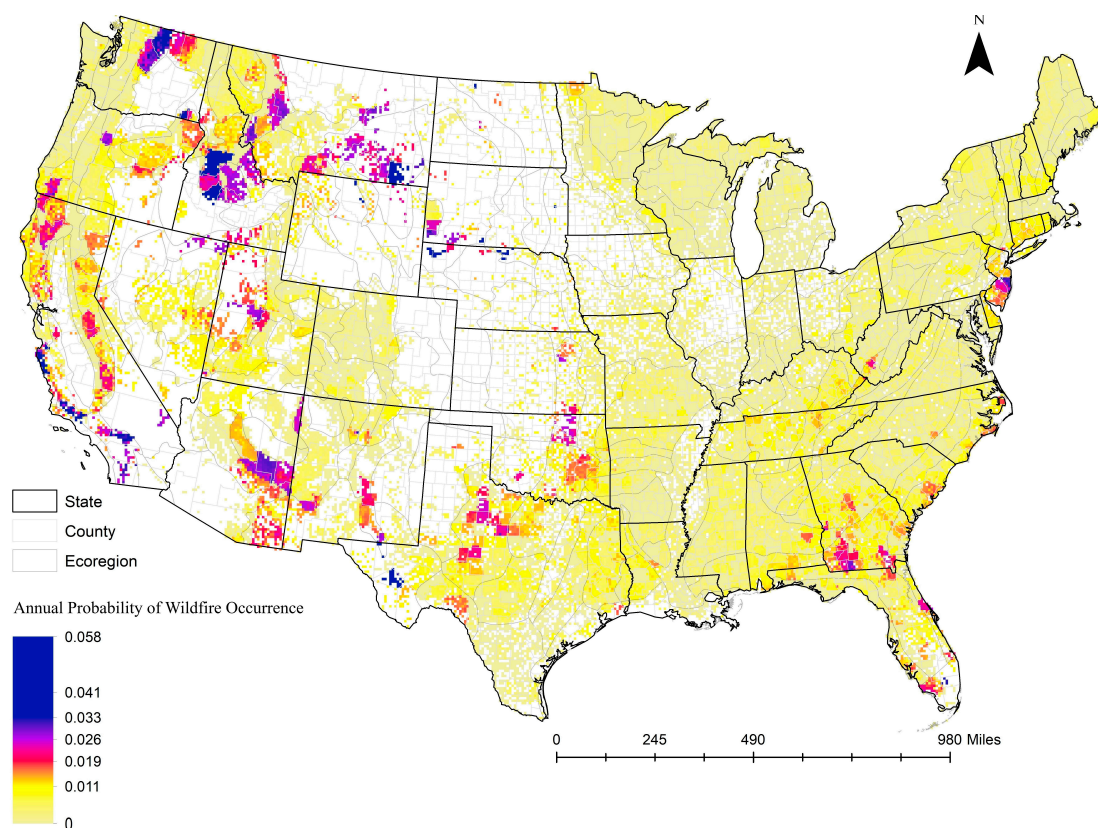 N
State
County
Ecoregion
Annual Probability of Wildfire Occurrence
0.058
0.041
0.033
0.026
0.019
0.011
0
0 245 490 980 Miles